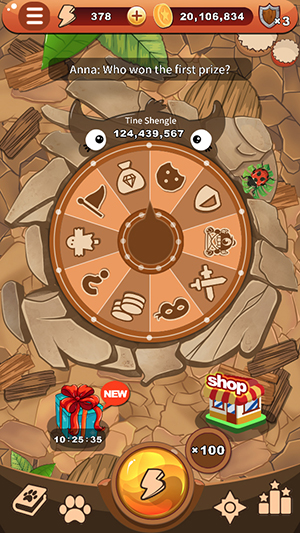 378
20,106,834
×3
Anna: Who won the first prize?
Tine Shengle
124,439,567
NEW
shop
10:25:35
×100